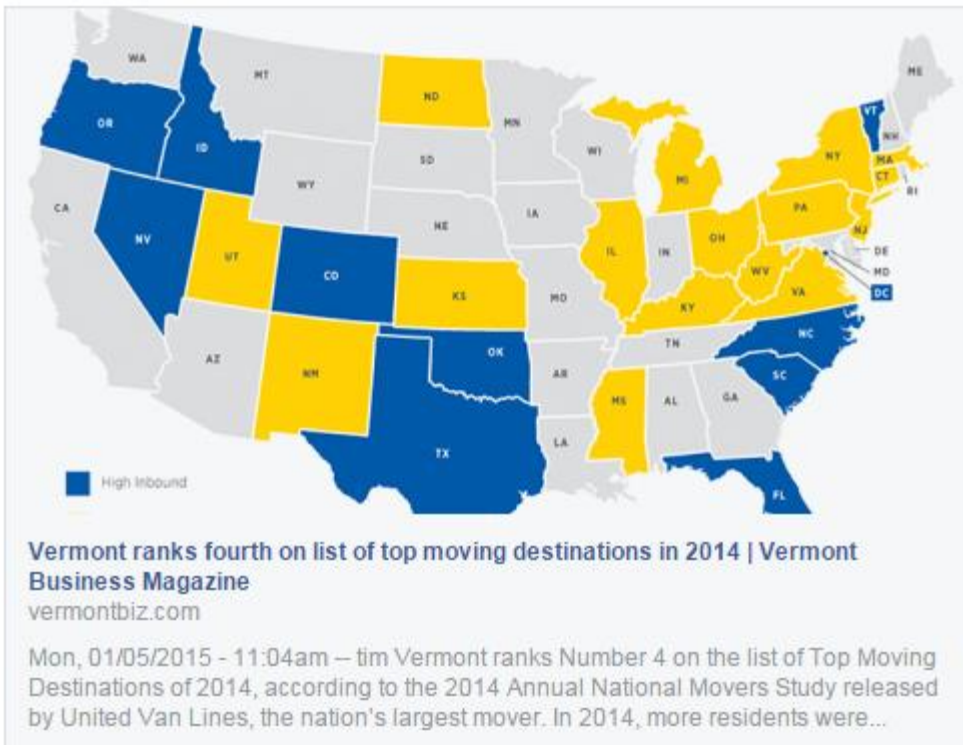 WA
MT
ND
MN
ME
VT
NH
OR
ID
SD
WI
NY
MA
CT
RI
WY
MI
CA
NE
IA
PA
NJ
NV
UT
CO
IL
IN
OH
DE
MD
DC
KS
MO
WV
VA
KY
AZ
NM
OK
AR
TN
NC
SC
TX
MS
AL
GA
LA
FL
High Inbound
Vermont ranks fourth on list of top moving destinations in 2014 | Vermont
Business Magazine
vermontbiz.com
Mon, 01/05/2015 - 11:04am -- tim Vermont ranks Number 4 on the list of Top Moving
Destinations of 2014, according to the 2014 Annual National Movers Study released
by United Van Lines, the nation's largest mover. In 2014, more residents were...